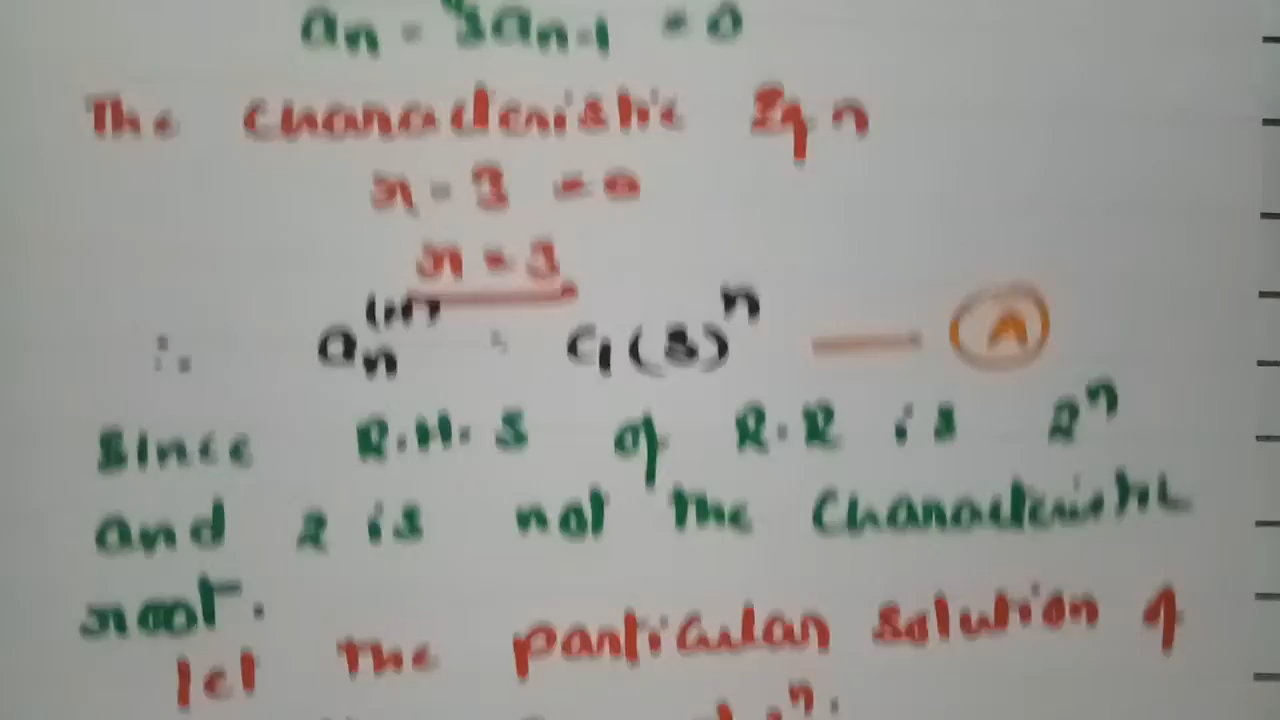 an - 3an-1 = 0
The characteristic Eqn
r - 3 = 0
r = 3
∴ an(h) = C1(3)^n — A
Since R.H.S of R.R is 2^n
and 2 is not the characteristic
root.
let the particular solution of